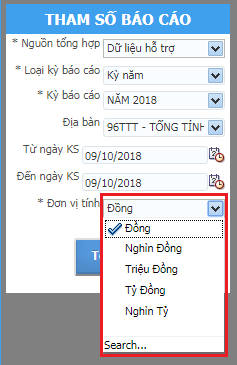 THAM SỐ BÁO CÁO
* Nguồn tổng hợp Dữ liệu hỗ trợ
* Loại kỳ báo cáo Kỳ năm
* Kỳ báo cáo NĂM 2018
Địa bàn 96TTT - TỔNG TỈNH
Từ ngày KS 09/10/2018
Đến ngày KS 09/10/2018
* Đơn vị tính Đồng
Đồng
Nghìn Đồng
Triệu Đồng
Tỷ Đồng
Nghìn Tỷ
Search...